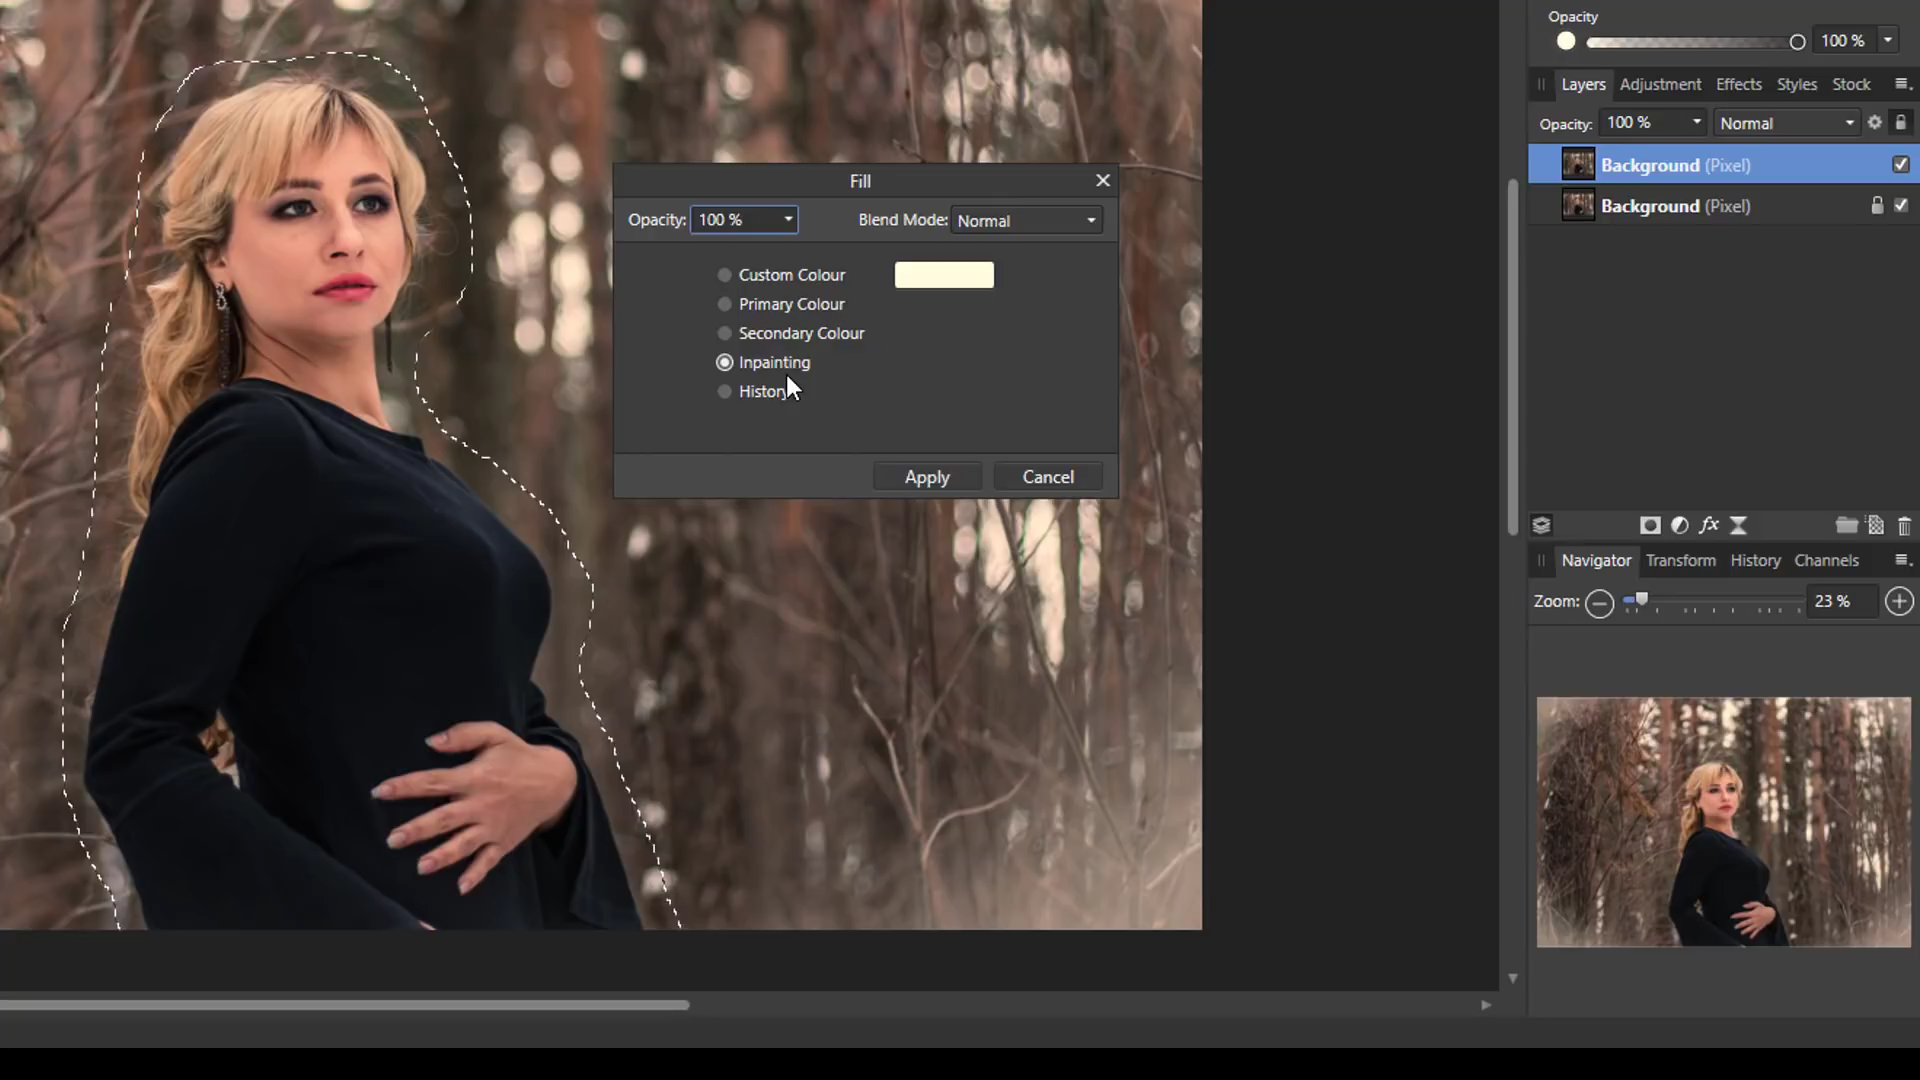 Opacity
100 %
Layers Adjustment Effects Styles Stock
Opacity: 100 % Normal
Background (Pixel)
Background (Pixel)
Fill
Opacity: 100 % Blend Mode: Normal
Custom Colour
Primary Colour
Secondary Colour
Inpainting
History
Apply Cancel
fx
Navigator Transform History Channels
Zoom: 23 %